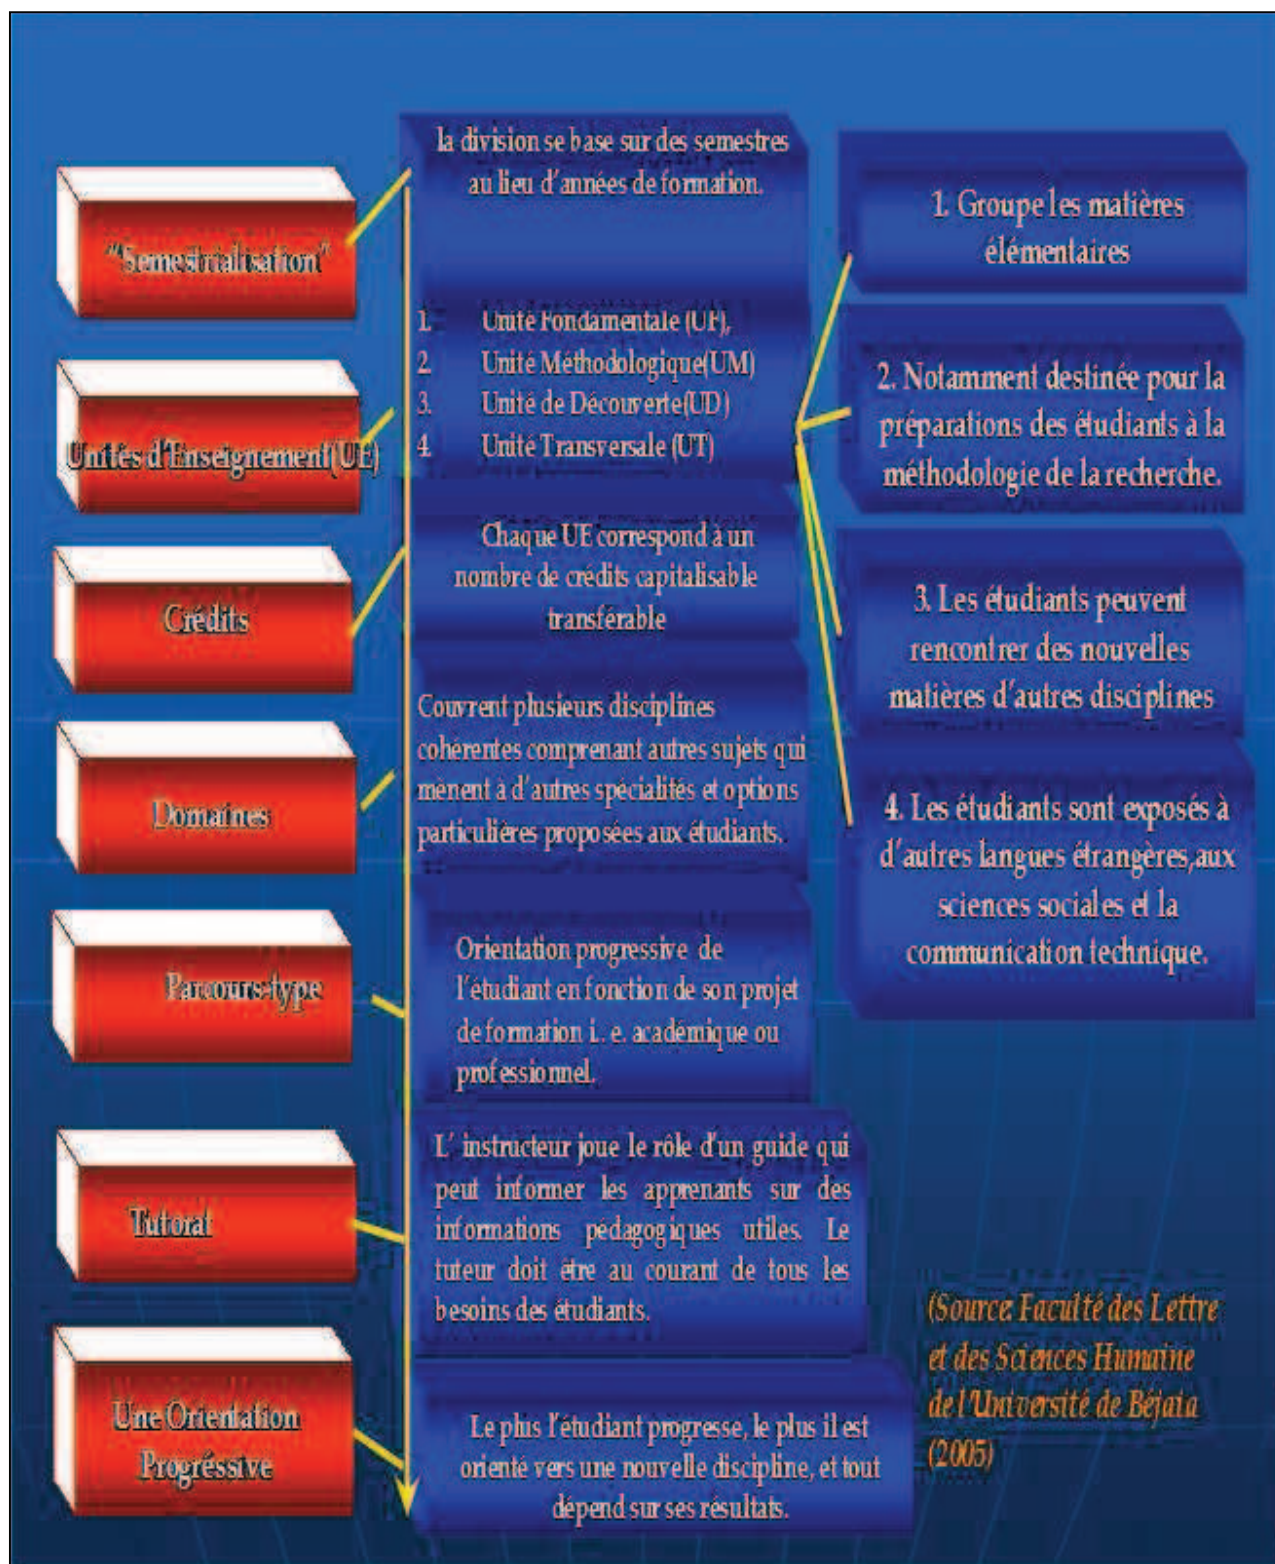 "Semestrialisation"
la division se base sur des semestres
au lieu d'années de formation.
Unités d'Enseignement(UE)
1. Unité Fondamentale (UF),
2. Unité Méthodologique(UM)
3. Unité de Découverte(UD)
4. Unité Transversale (UT)
1. Groupe les matières
élémentaires
2. Notamment destinée pour la
préparations des étudiants à la
méthodologie de la recherche.
3. Les étudiants peuvent
rencontrer des nouvelles
matières d'autres disciplines
4. Les étudiants sont exposés à
d'autres langues étrangères,aux
sciences sociales et la
communication technique.
Crédits
Chaque UE correspond à un
nombre de crédits capitalisable
transférable
Domaines
Couvrent plusieurs disciplines
cohérentes comprenant autres sujets qui
mènent à d'autres spécialités et options
particulières proposées aux étudiants.
Parcours-type
Orientation progressive de
l'étudiant en fonction de son projet
de formation i. e. académique ou
professionnel.
Tutorat
L' instructeur joue le rôle d'un guide qui
peut informer les apprenants sur des
informations pédagogiques utiles. Le
tuteur doit être au courant de tous les
besoins des étudiants.
Une Orientation
Progréssive
Le plus l'étudiant progresse, le plus il est
orienté vers une nouvelle discipline, et tout
dépend sur ses résultats.
(Source: Faculté des Lettre
et des Sciences Humaine
de l'Université de Béjaia
(2005)